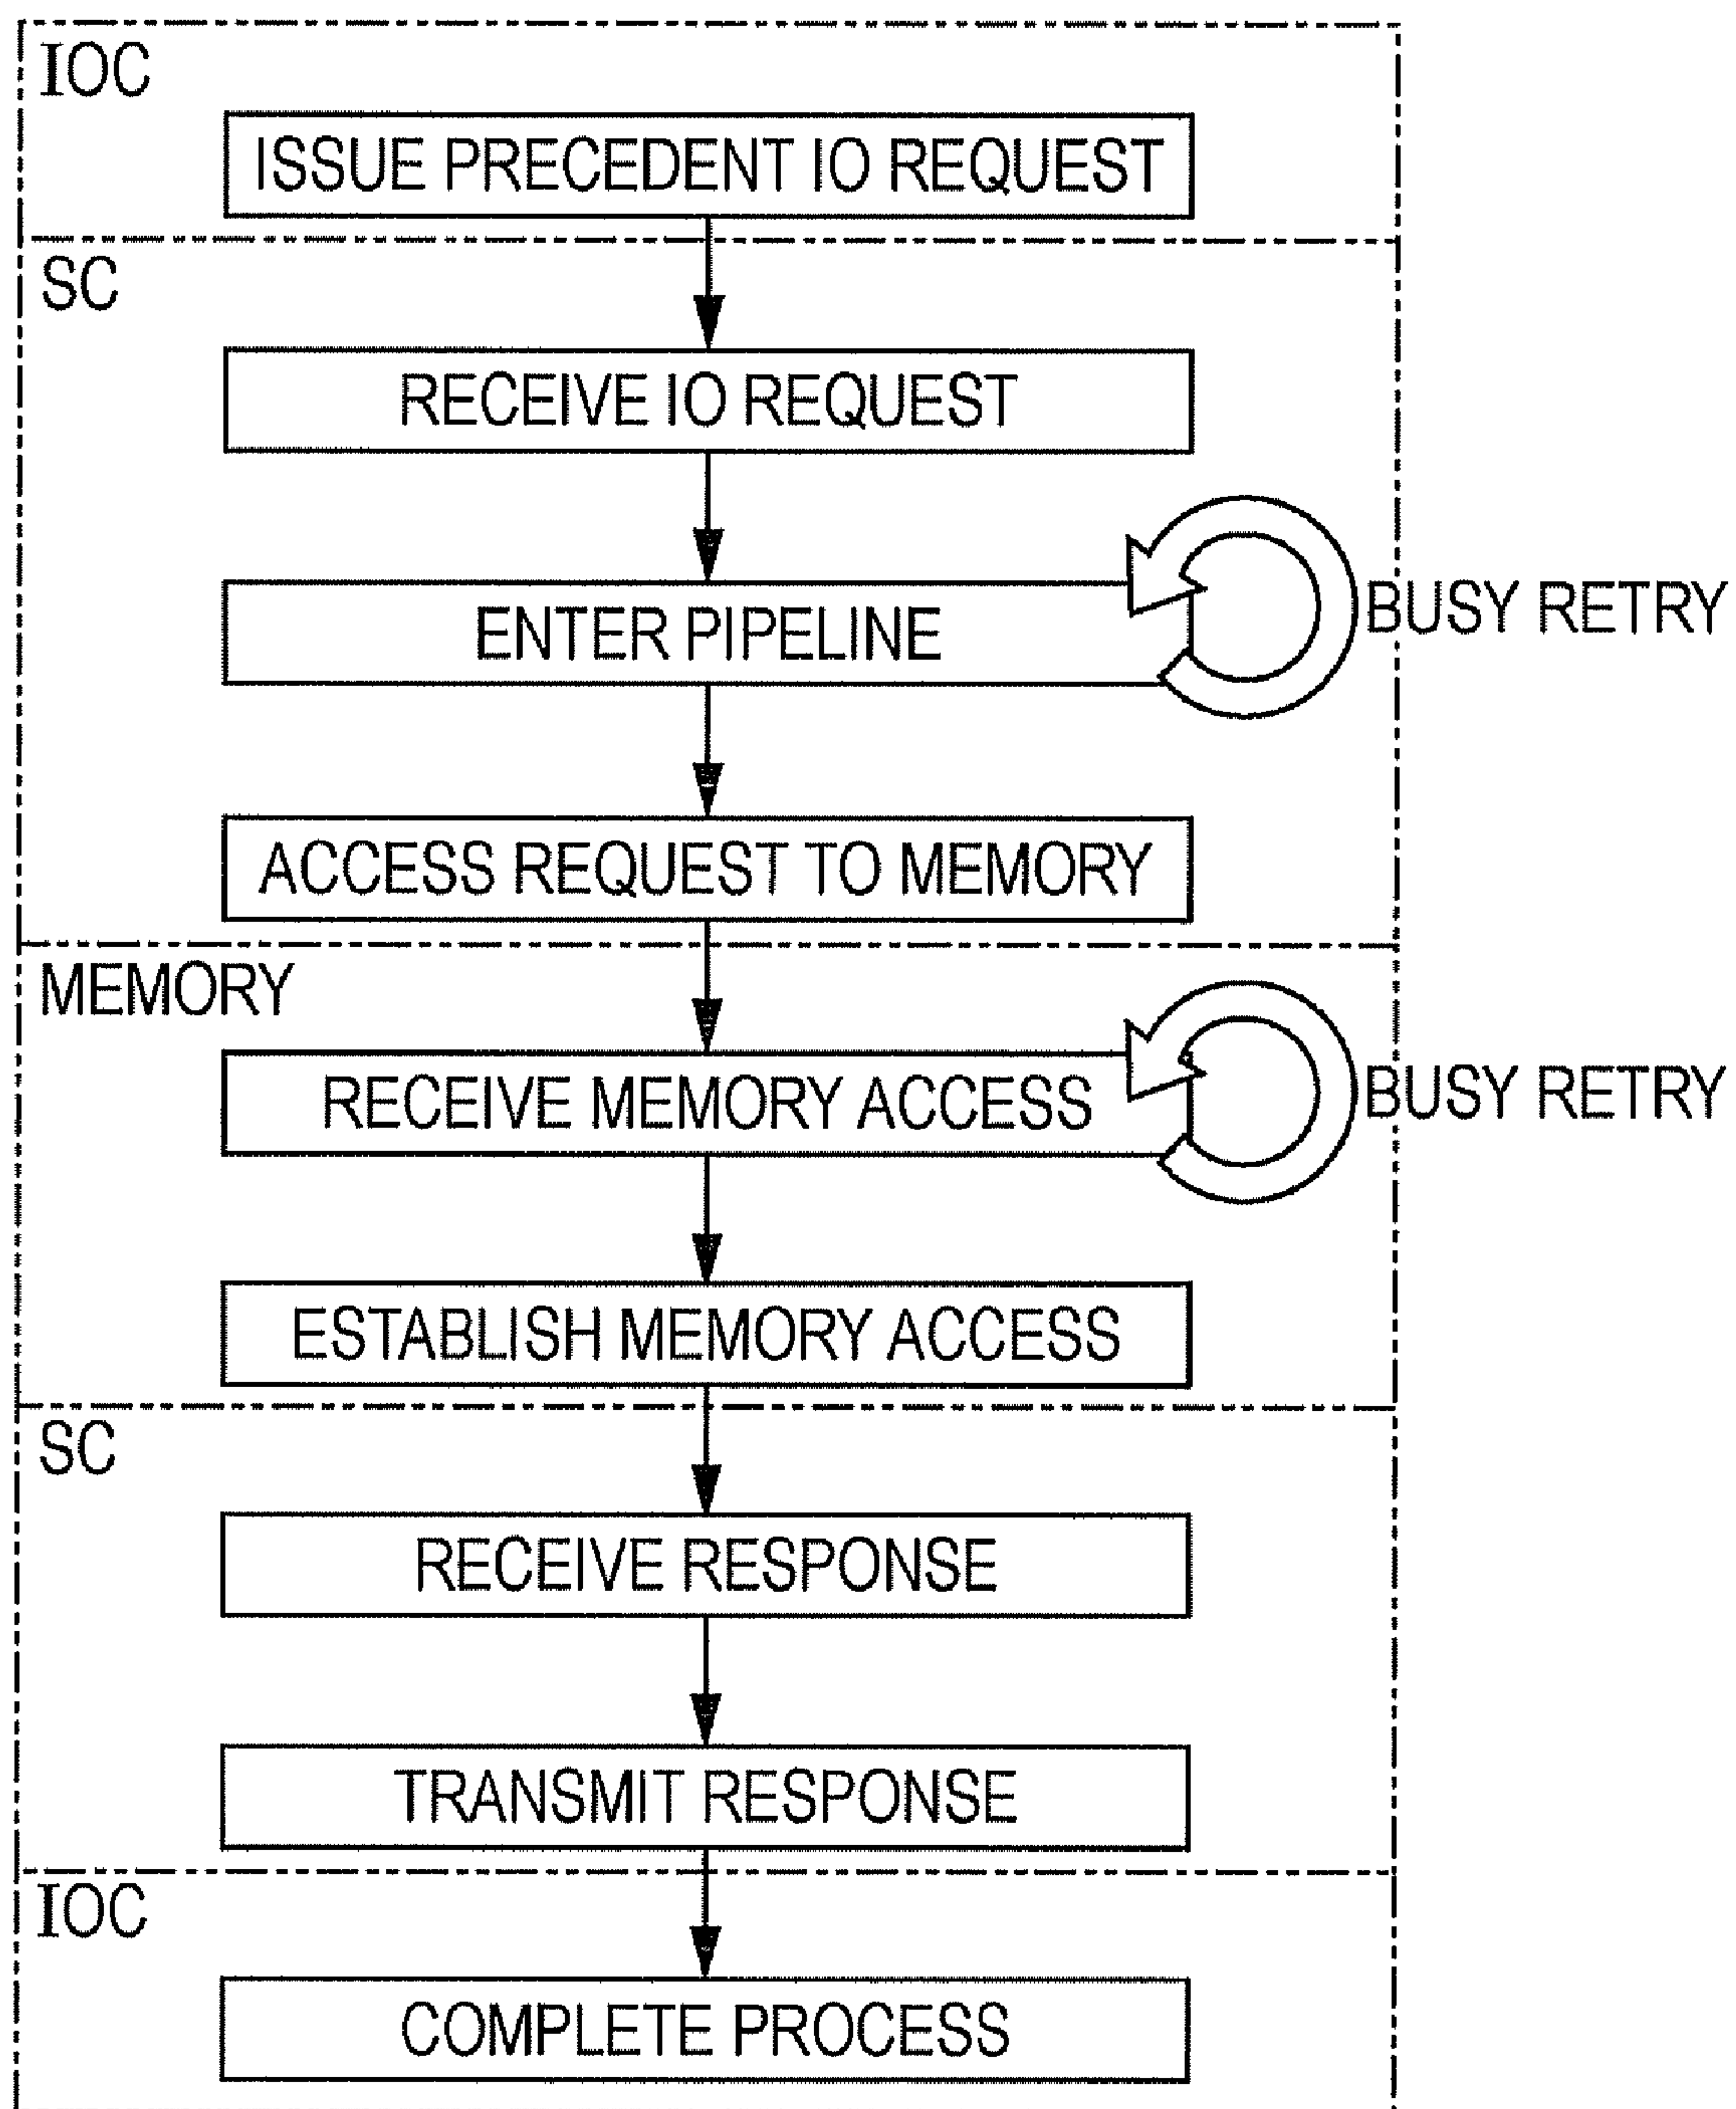 IOC
ISSUE PRECEDENT IO REQUEST
SC
RECEIVE IO REQUEST
ENTER PIPELINE
BUSY RETRY
ACCESS REQUEST TO MEMORY
MEMORY
RECEIVE MEMORY ACCESS
BUSY RETRY
ESTABLISH MEMORY ACCESS
SC
RECEIVE RESPONSE
TRANSMIT RESPONSE
IOC
COMPLETE PROCESS